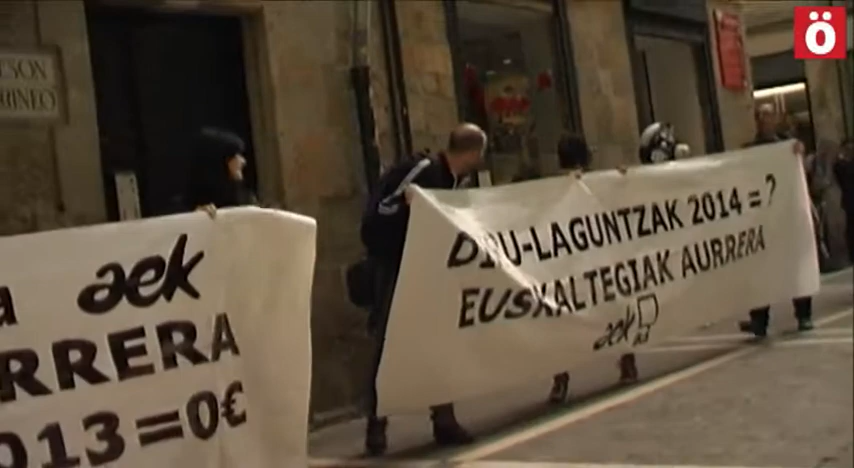 ö
aek
RRERA
013=0€
DIRU-LAGUNTZAK 2014 = ?
EUSKALTEGIAK AURRERA
aek